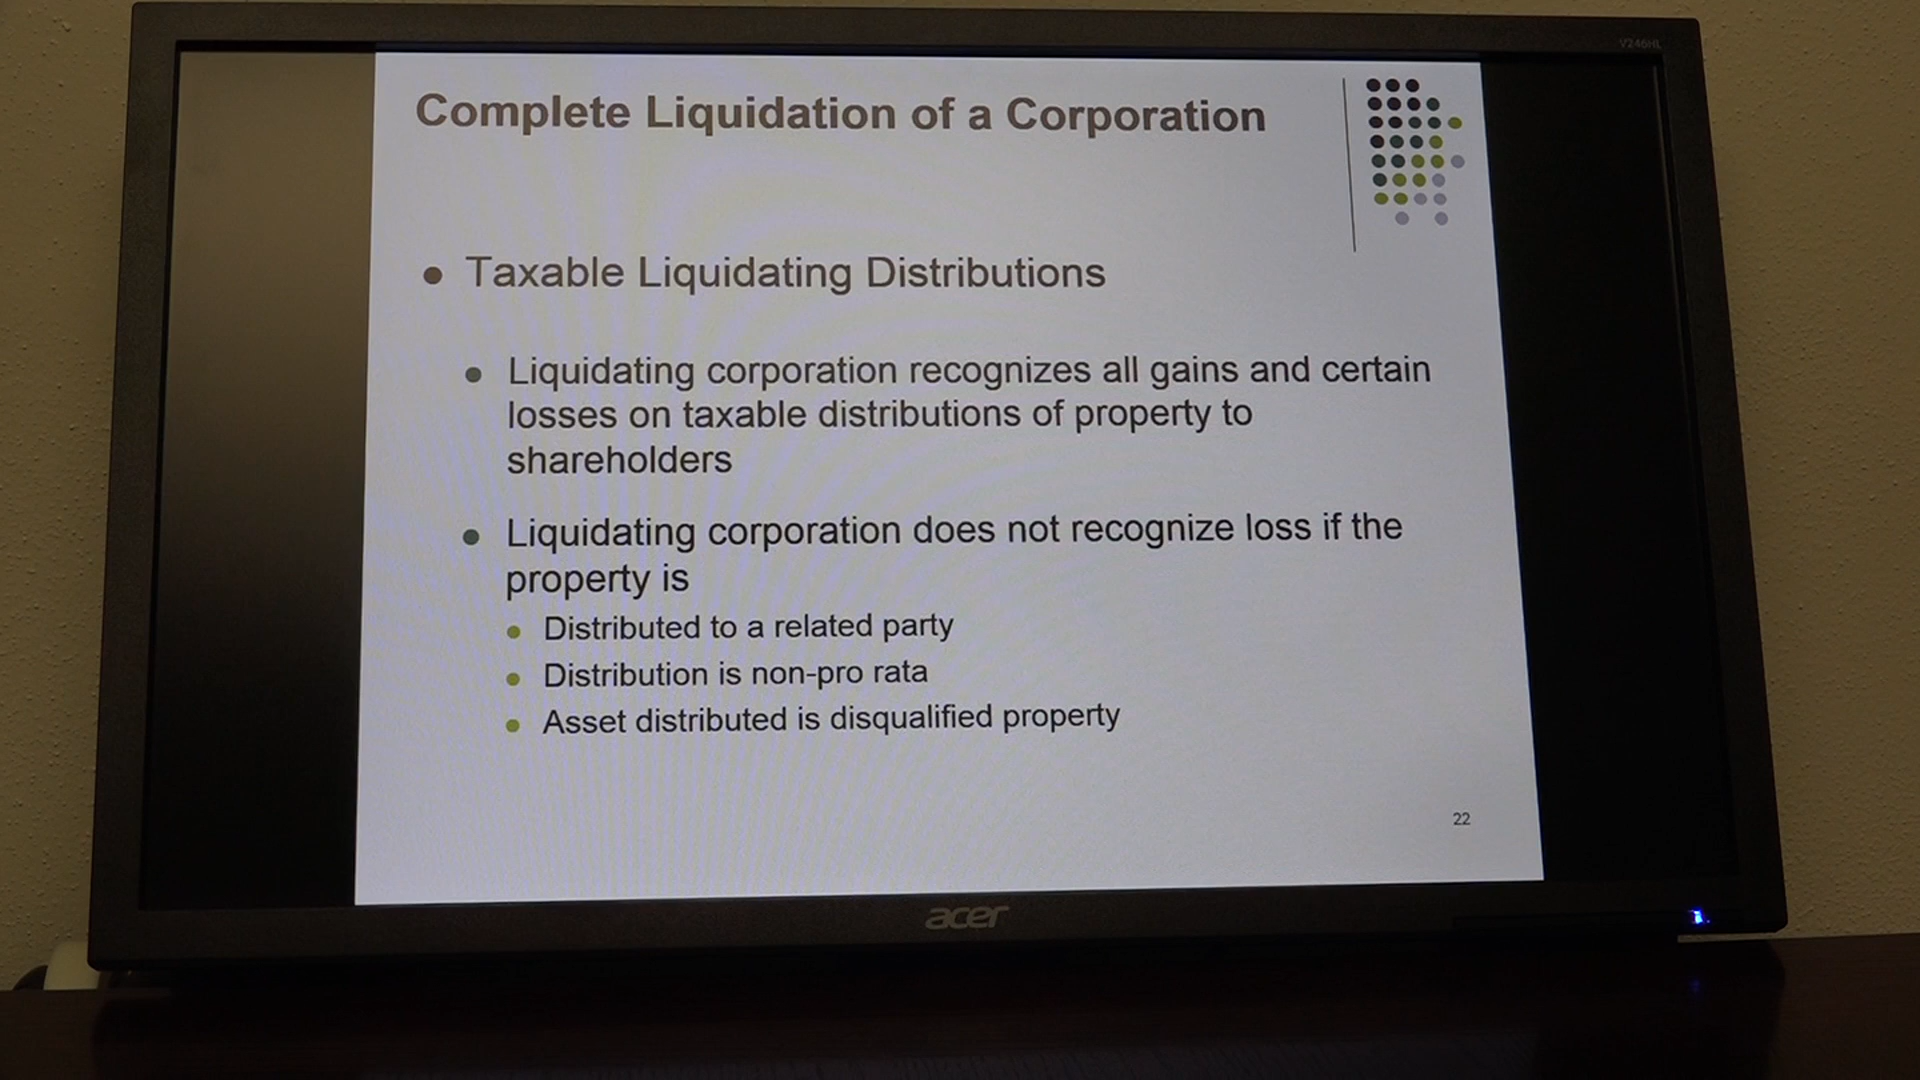 V246HL
Complete Liquidation of a Corporation
Taxable Liquidating Distributions
Liquidating corporation recognizes all gains and certain
losses on taxable distributions of property to
shareholders
Liquidating corporation does not recognize loss if the
property is
Distributed to a related party
Distribution is non-pro rata
Asset distributed is disqualified property
22
acer